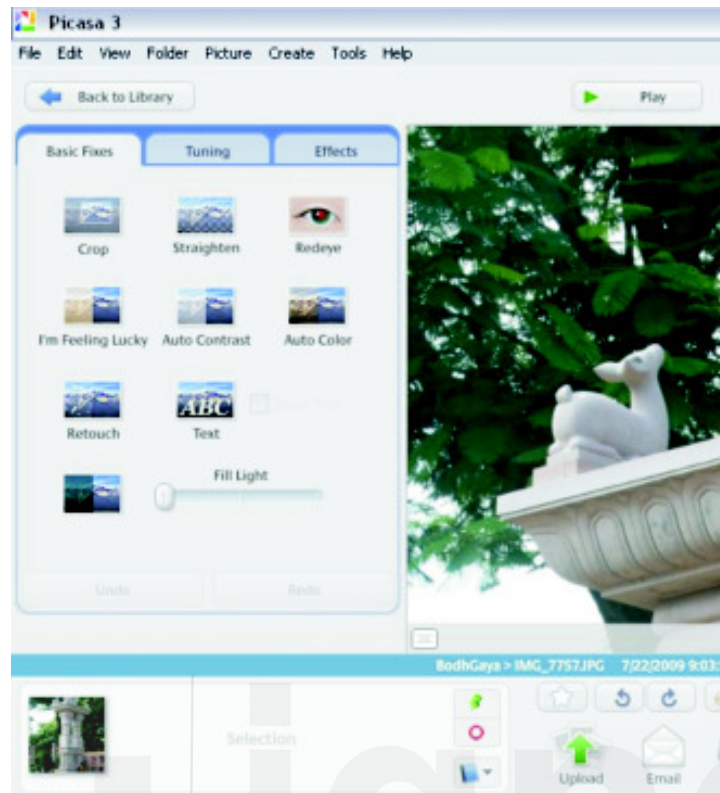 Picasa 3
File Edit View Folder Picture Create Tools Help
Back to Library
Play
Basic Fixes Tuning Effects
Crop Straighten Redeye
I'm Feeling Lucky Auto Contrast Auto Color
Retouch
ABC
Text
Fill Light
Undo Redo
BodhGaya > IMG_7757.JPG 7/22/2009 9:03:
Selection
Upload Email